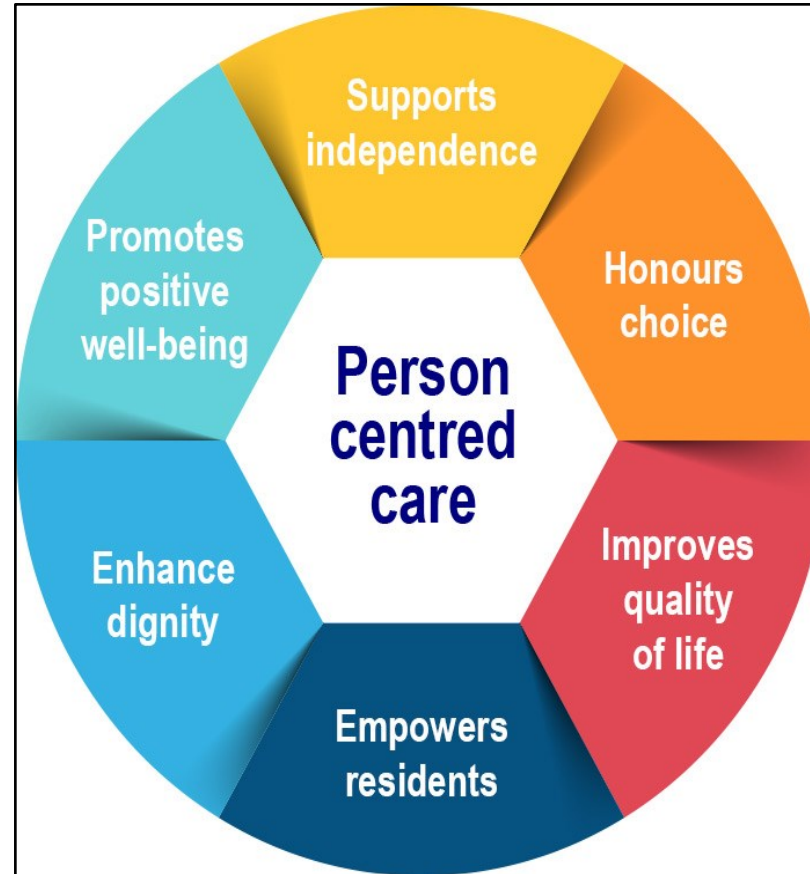 Supports
independence
Honours
choice
Improves
quality
of life
Empowers
residents
Enhance
dignity
Promotes
positive
well-being
Person
centred
care